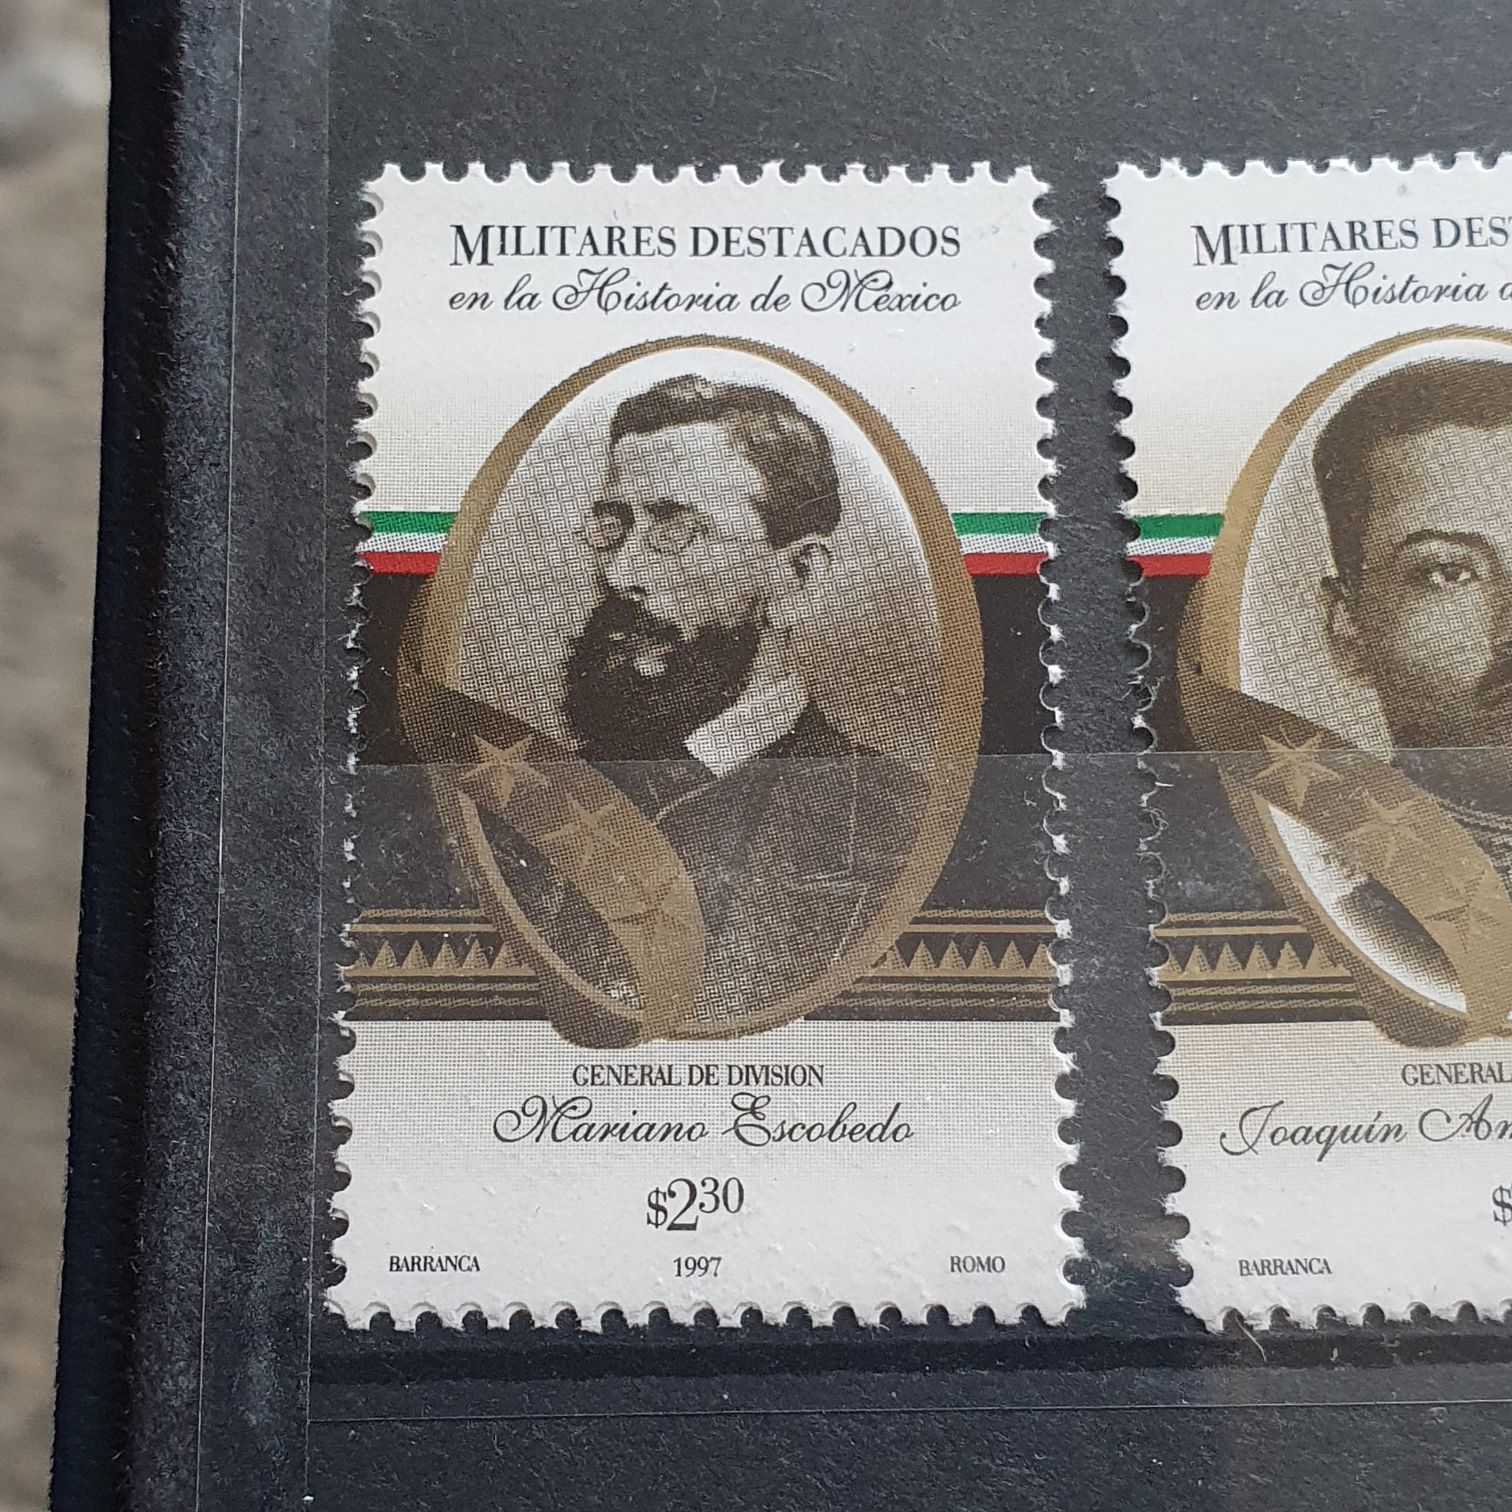 MILITARES DESTACADOS
en la Historia de México
GENERAL DE DIVISION
Mariano Escobedo
$2.30
BARRANCA
1997
ROMO
MILITARES
en la Historia
GENERAL
Joaquín
$
BARRANCA